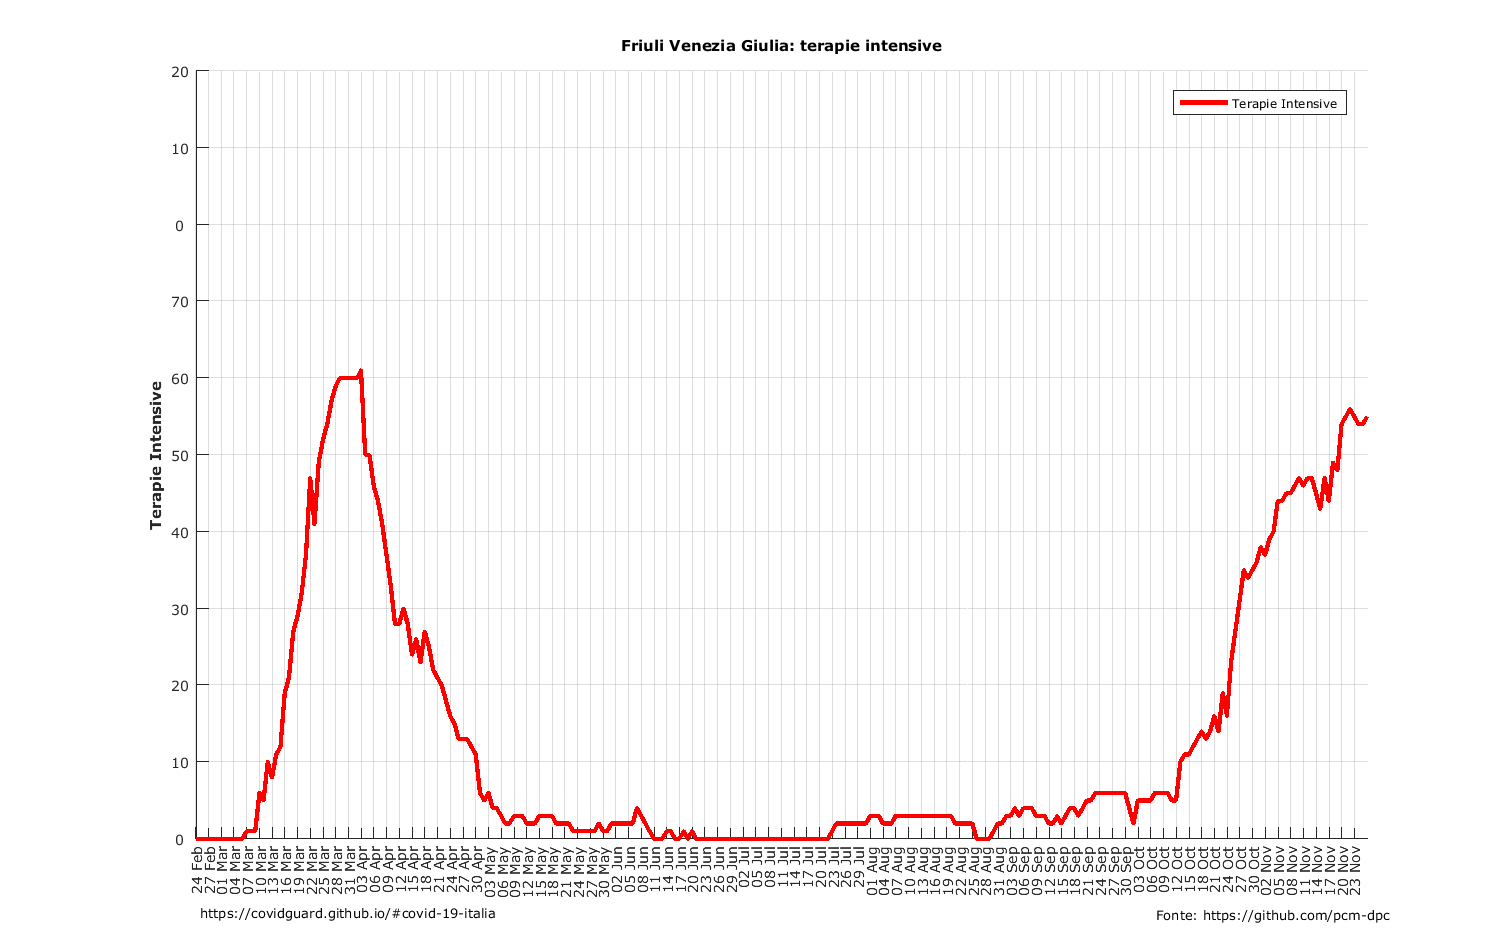 Friuli Venezia Giulia: terapie intensive
20
10
0
70
60
50
40
30
20
10
0
Terapie Intensive
Terapie Intensive
24 Feb
27 Feb
01 Mar
04 Mar
07 Mar
10 Mar
13 Mar
16 Mar
19 Mar
22 Mar
25 Mar
28 Mar
31 Mar
03 Apr
06 Apr
09 Apr
12 Apr
15 Apr
18 Apr
21 Apr
24 Apr
27 Apr
30 Apr
03 May
06 May
09 May
12 May
15 May
18 May
21 May
24 May
27 May
30 May
02 Jun
05 Jun
08 Jun
11 Jun
14 Jun
17 Jun
20 Jun
23 Jun
26 Jun
29 Jun
02 Jul
05 Jul
08 Jul
11 Jul
14 Jul
17 Jul
20 Jul
23 Jul
26 Jul
29 Jul
01 Aug
04 Aug
07 Aug
10 Aug
13 Aug
16 Aug
19 Aug
22 Aug
25 Aug
28 Aug
31 Aug
03 Sep
06 Sep
09 Sep
12 Sep
15 Sep
18 Sep
21 Sep
24 Sep
27 Sep
30 Sep
03 Oct
06 Oct
09 Oct
12 Oct
15 Oct
18 Oct
21 Oct
24 Oct
27 Oct
30 Oct
02 Nov
05 Nov
08 Nov
11 Nov
14 Nov
17 Nov
20 Nov
23 Nov
https://covidguard.github.io/#covid-19-italia
Fonte: https://github.com/pcm-dpc